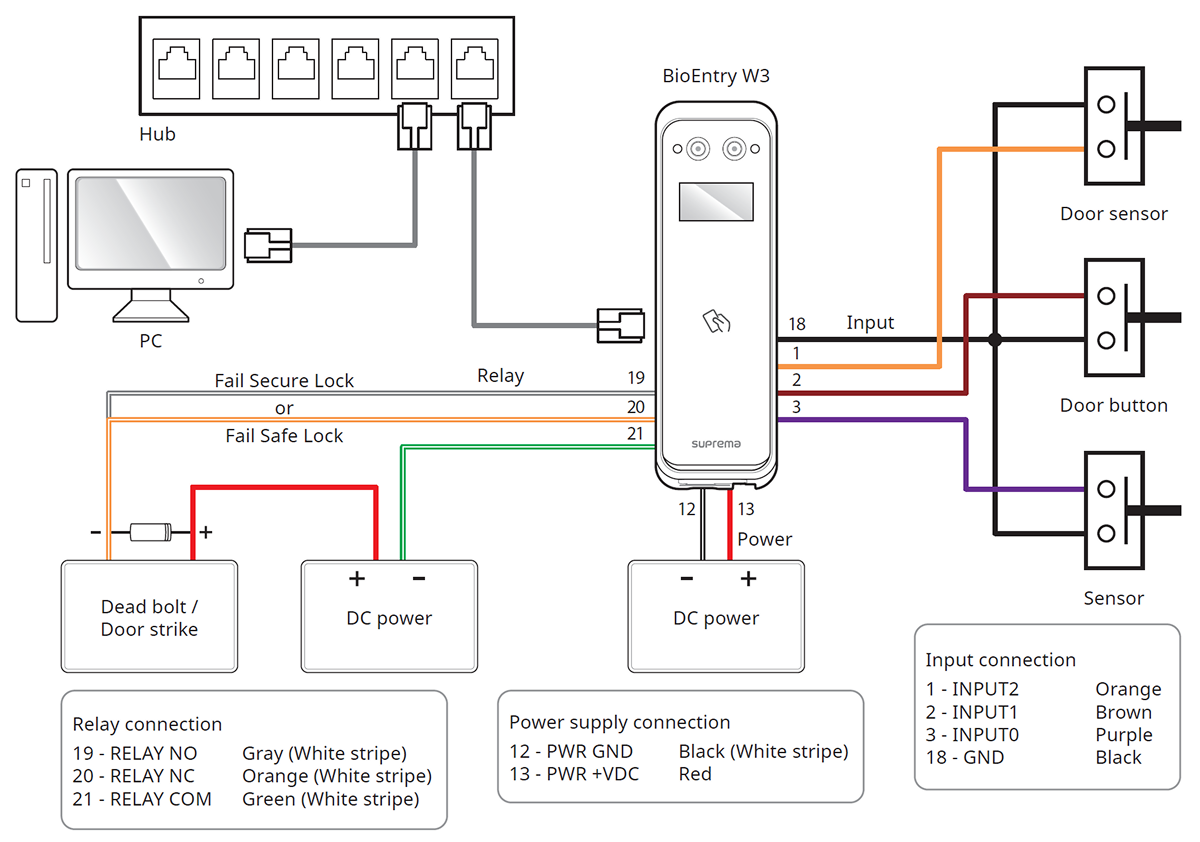 BioEntry W3
Hub
PC
Door sensor
18
Input
1
2
3
Door button
Fail Secure Lock
Relay
19
or
20
Fail Safe Lock
21
suprema
12
13
Power
- +
Dead bolt /
Door strike
+ -
DC power
- +
DC power
Sensor
Relay connection
19 - RELAY NO Gray (White stripe)
20 - RELAY NC Orange (White stripe)
21 - RELAY COM Green (White stripe)
Power supply connection
12 - PWR GND Black (White stripe)
13 - PWR +VDC Red
Input connection
1 - INPUT2 Orange
2 - INPUT1 Brown
3 - INPUT0 Purple
18 - GND Black